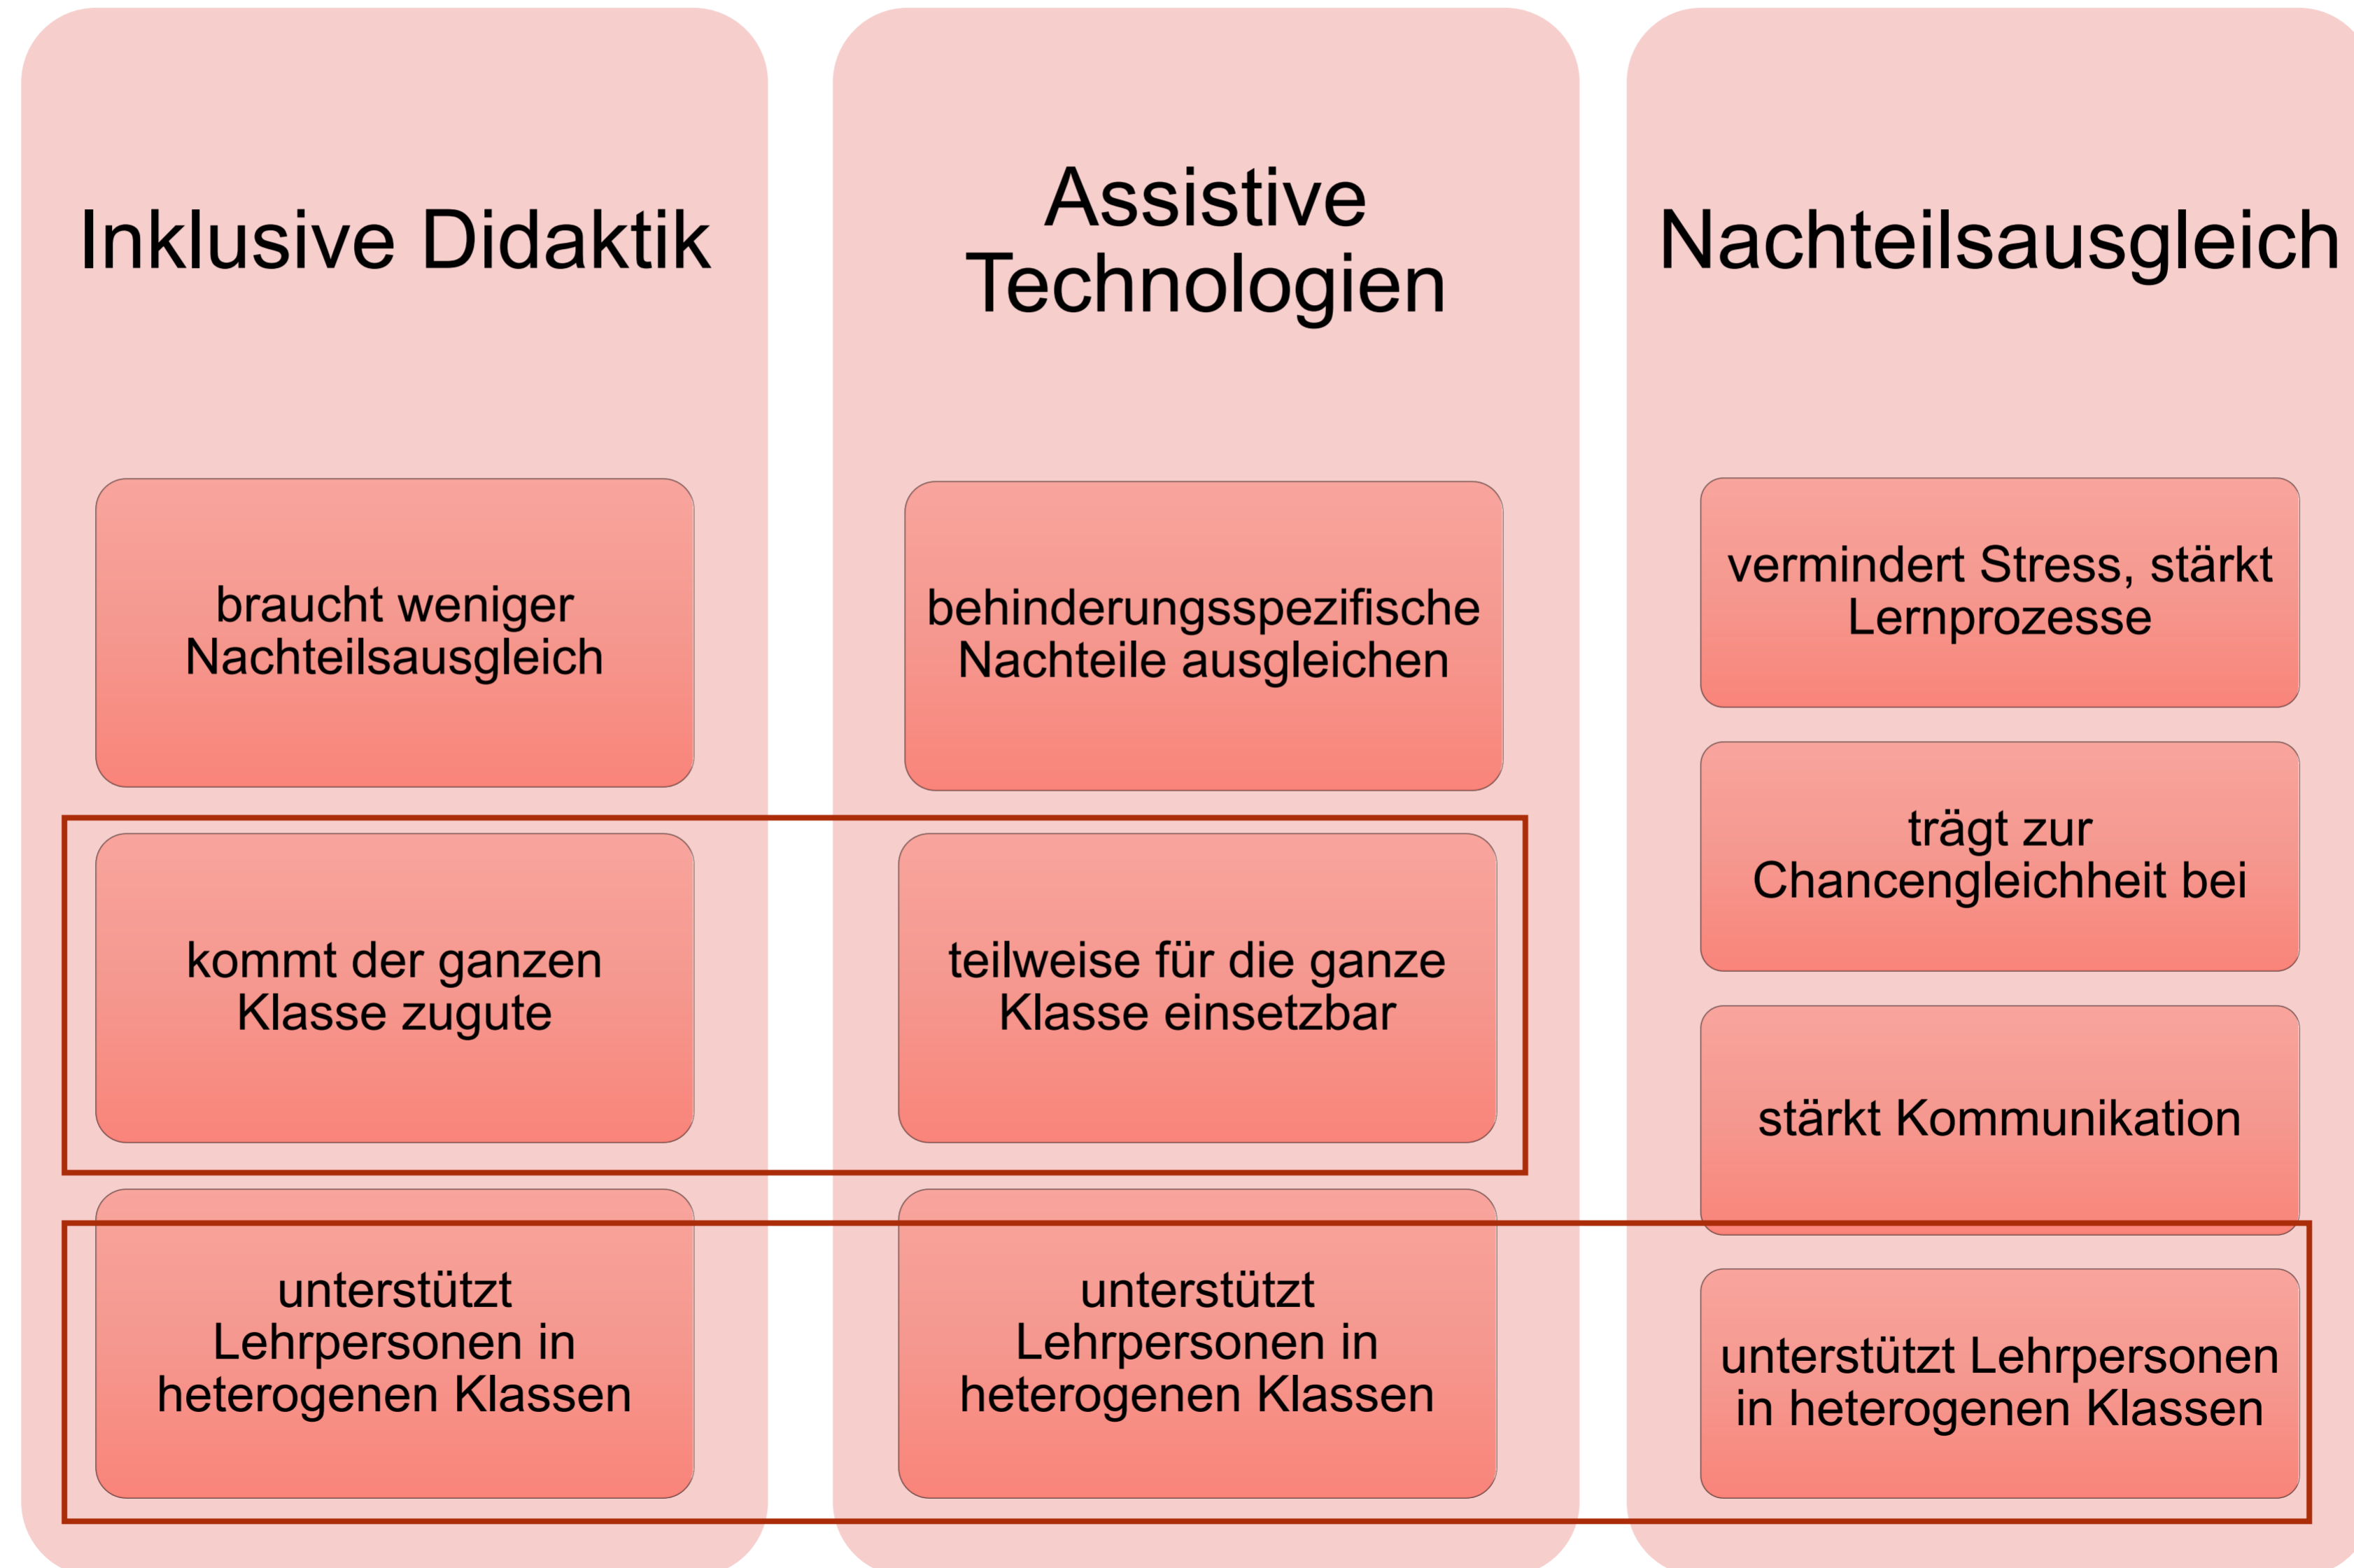 Inklusive Didaktik
braucht weniger
Nachteilsausgleich
kommt der ganzen
Klasse zugute
unterstützt
Lehrpersonen in
heterogenen Klassen
Assistive
Technologien
behinderungsspezifische
Nachteile ausgleichen
teilweise für die ganze
Klasse einsetzbar
unterstützt
Lehrpersonen in
heterogenen Klassen
Nachteilsausgleich
vermindert Stress, stärkt
Lernprozesse
trägt zur
Chancengleichheit bei
stärkt Kommunikation
unterstützt Lehrpersonen
in heterogenen Klassen